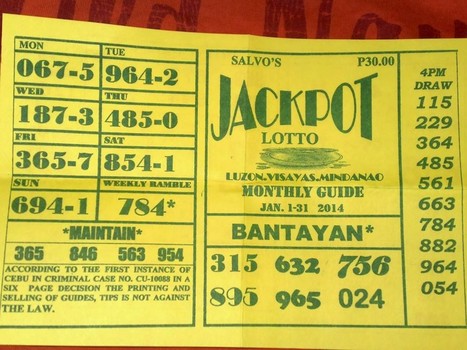 MON TUE
067-5 964-2
WED THU
187-3 485-0
FRI SAT
365-7 854-1
SUN WEEKLY RAMBLE
694-1 784*
*MAINTAIN*
365 846 563 954
ACCORDING TO THE FIRST INSTANCE OF
CEBU IN CRIMINAL CASE NO. CU-10088 IN A
SIX PAGE DECISION THE PRINTING AND
SELLING OF GUIDES, TIPS IS NOT AGAINST
THE LAW.
SALVO'S P30.00
JACKPOT
LOTTO
LUZON.VISAYAS.MINDANAO
MONTHLY GUIDE
JAN. 1-31 2014
BANTAYAN*
315 632 756
895 965 024
4PM
DRAW
115
229
364
485
561
663
784
882
964
054